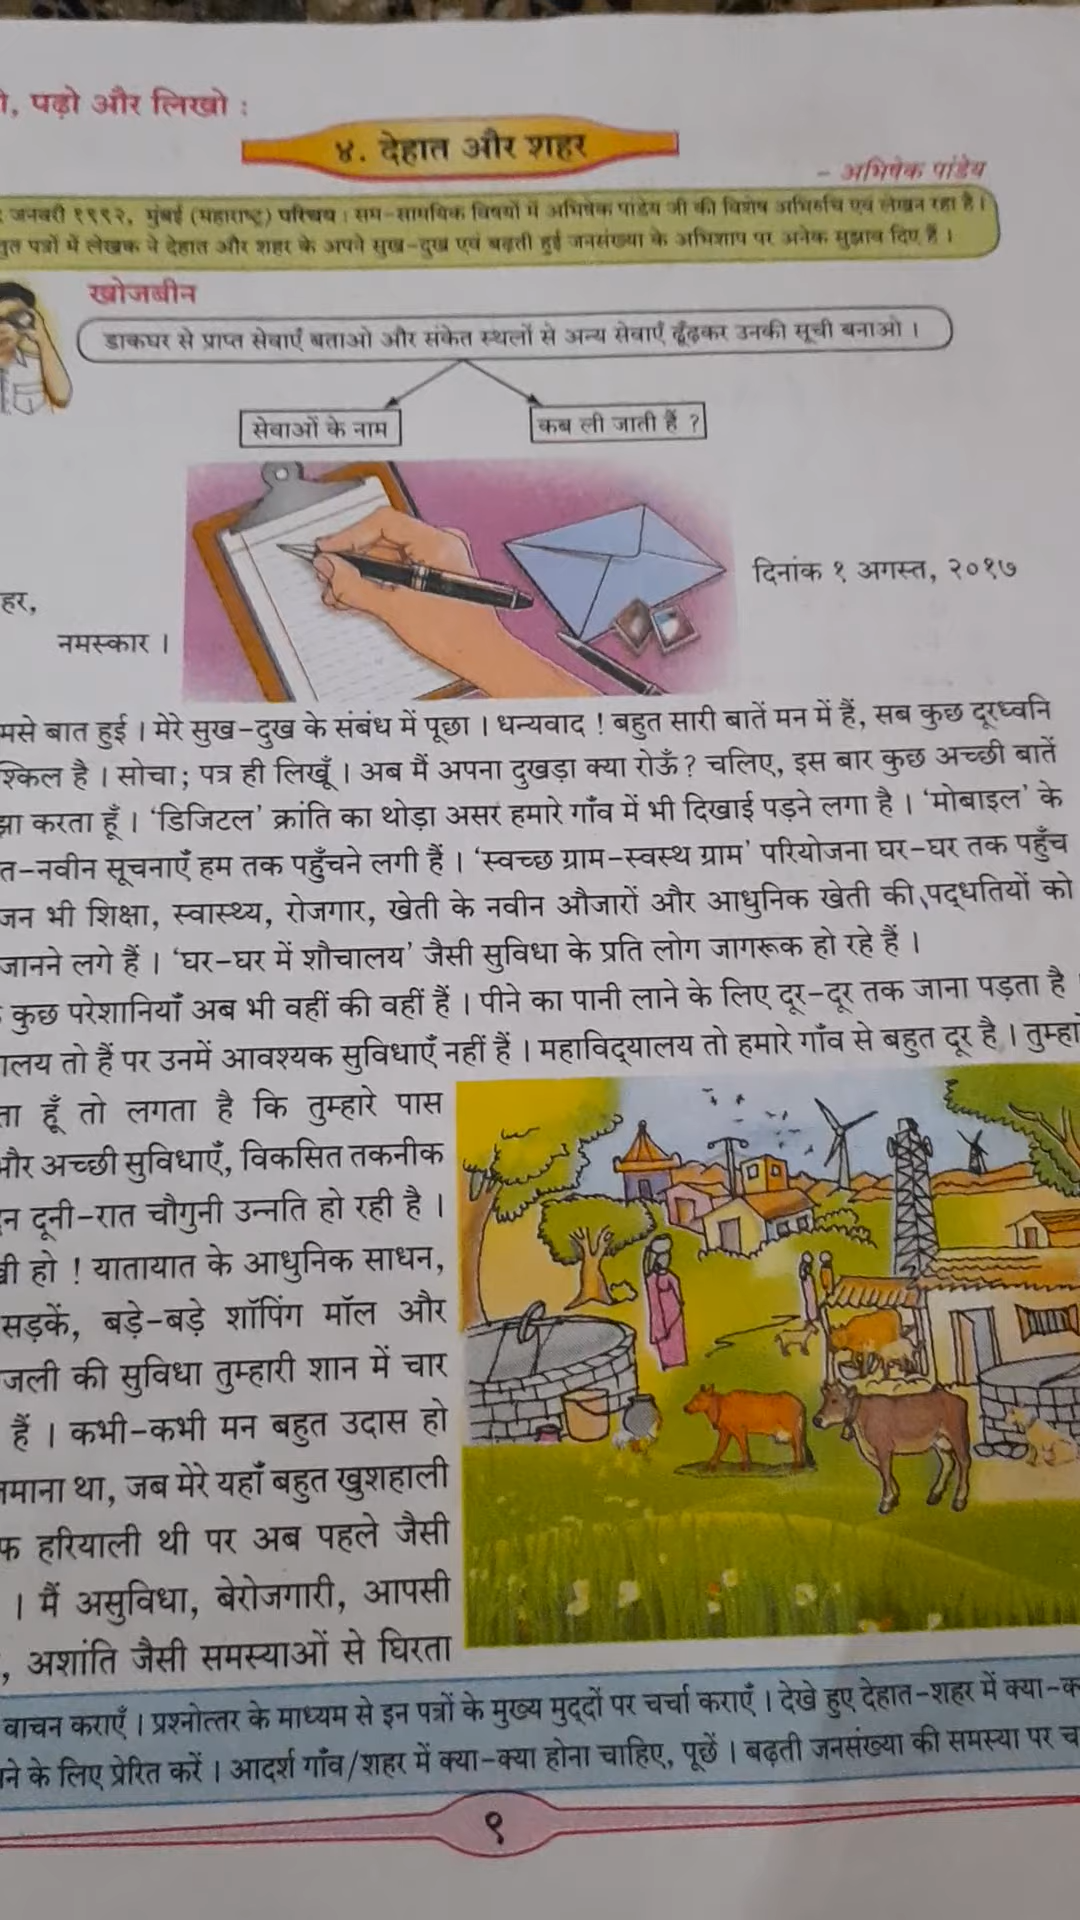 , पढ़ो और लिखो :
४. देहात और शहर
- अभिषेक पांडेय
जनवरी १९९२, मुंबई (महाराष्ट्र) परिचय : सम-सामयिक विषयों में अभिषेक पांडेय जी की विशेष अभिरुचि एवं लेखन रहा है ।
पत्रों में लेखक ने देहात और शहर के अपने सुख-दुख एवं बढ़ती हुई जनसंख्या के अभिशाप पर अनेक सुझाव दिए हैं ।
खोजबीन
डाकघर से प्राप्त सेवाएँ बताओ और संकेत स्थलों से अन्य सेवाएँ ढूँढ़कर उनकी सूची बनाओ ।
सेवाओं के नाम
कब ली जाती हैं ?
दिनांक १ अगस्त, २०१७
हर,
नमस्कार ।
मसे बात हुई । मेरे सुख-दुख के संबंध में पूछा । धन्यवाद ! बहुत सारी बातें मन में हैं, सब कुछ दूरध्वनि
श्किल है । सोचा; पत्र ही लिखूँ । अब मैं अपना दुखड़ा क्या रोऊँ ? चलिए, इस बार कुछ अच्छी बातें
झा करता हूँ । ‘डिजिटल’ क्रांति का थोड़ा असर हमारे गाँव में भी दिखाई पड़ने लगा है । ‘मोबाइल’ के
त-नवीन सूचनाएँ हम तक पहुँचने लगी हैं । ‘स्वच्छ ग्राम-स्वस्थ ग्राम’ परियोजना घर-घर तक पहुँच
जन भी शिक्षा, स्वास्थ्य, रोजगार, खेती के नवीन औजारों और आधुनिक खेती की पद्धतियों को
जानने लगे हैं । ‘घर-घर में शौचालय’ जैसी सुविधा के प्रति लोग जागरूक हो रहे हैं ।
कुछ परेशानियाँ अब भी वहीं की वहीं हैं । पीने का पानी लाने के लिए दूर-दूर तक जाना पड़ता है ।
ालय तो हैं पर उनमें आवश्यक सुविधाएँ नहीं हैं । महाविद्यालय तो हमारे गाँव से बहुत दूर है । तुम्हा
ता हूँ तो लगता है कि तुम्हारे पास
और अच्छी सुविधाएँ, विकसित तकनीक
न दूनी-रात चौगुनी उन्नति हो रही है ।
ी हो ! यातायात के आधुनिक साधन,
सड़कें, बड़े-बड़े शॉपिंग मॉल और
जली की सुविधा तुम्हारी शान में चार
हैं । कभी-कभी मन बहुत उदास हो
माना था, जब मेरे यहाँ बहुत खुशहाली
फ हरियाली थी पर अब पहले जैसी
। मैं असुविधा, बेरोजगारी, आपसी
, अशांति जैसी समस्याओं से घिरता
वाचन कराएँ । प्रश्नोत्तर के माध्यम से इन पत्रों के मुख्य मुद्दों पर चर्चा कराएँ । देखे हुए देहात-शहर में क्या-क
ने के लिए प्रेरित करें । आदर्श गाँव/शहर में क्या-क्या होना चाहिए, पूछें । बढ़ती जनसंख्या की समस्या पर च
९